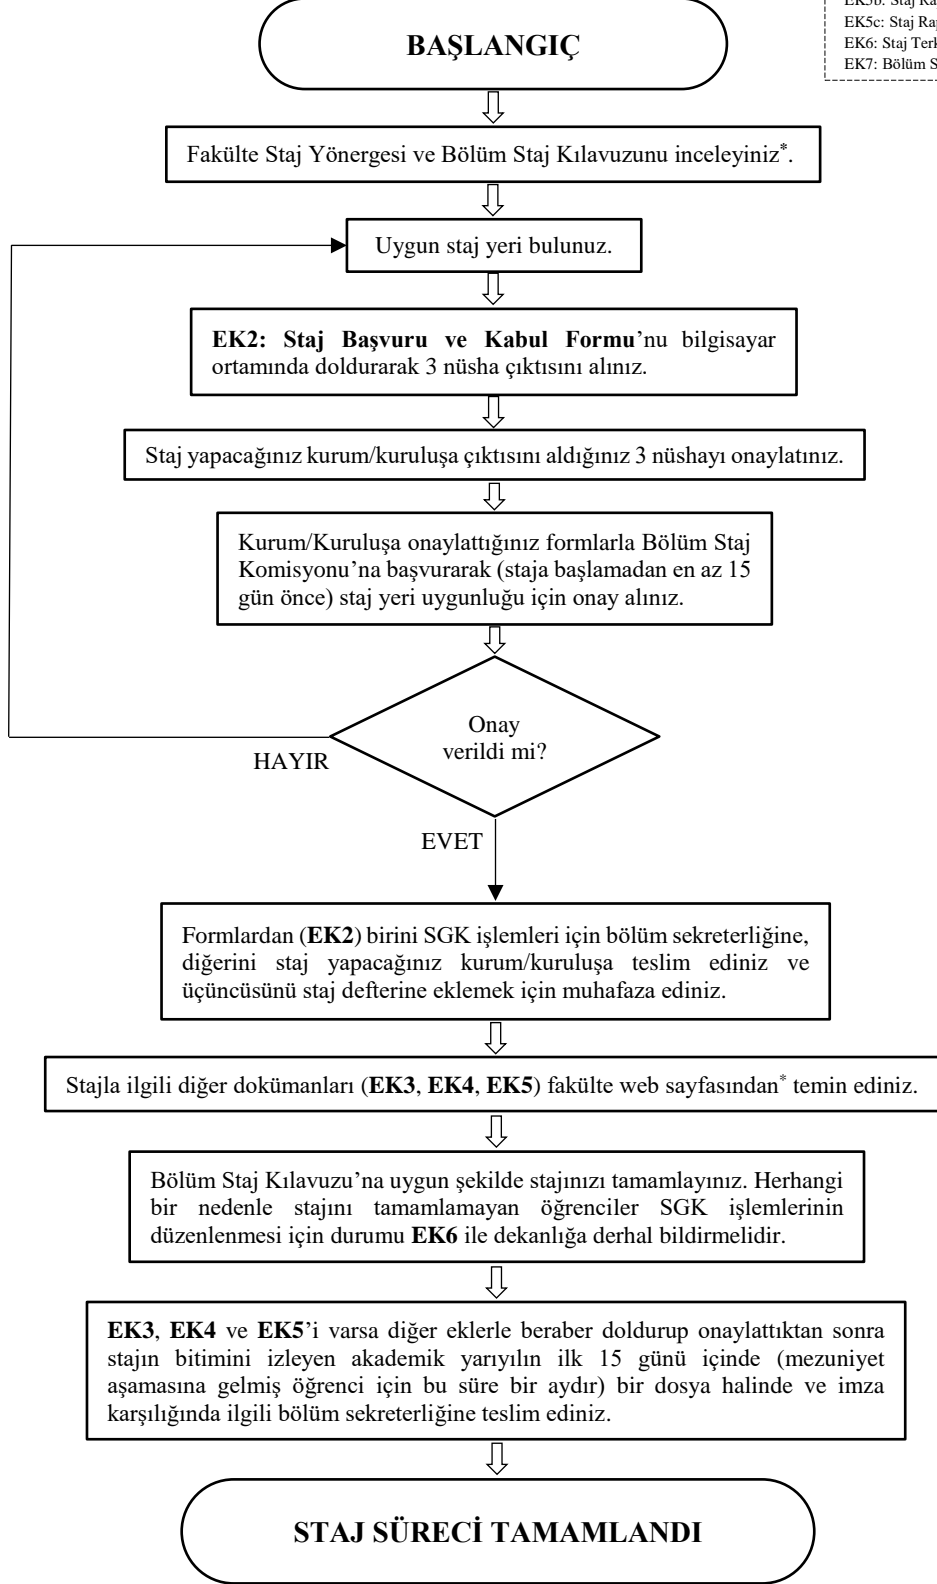 EK5c: Staj
EK6: Staj
EK7: Bölüm
BAŞLANGIÇ
Fakülte Staj Yönergesi ve Bölüm Staj Kılavuzunu inceleyiniz*.
Uygun staj yeri bulunuz.
EK2: Staj Başvuru ve Kabul Formu’nu bilgisayar
ortamında doldurarak 3 nüsha çıktısını alınız.
Staj yapacağınız kurum/kuruluşa çıktısını aldığınız 3 nüshayı onaylatınız.
Kurum/Kuruluşa onaylattığınız formlarla Bölüm Staj
Komisyonu’na başvurarak (staja başlamadan en az 15
gün önce) staj yeri uygunluğu için onay alınız.
Onay
verildi mi?
HAYIR
EVET
Formlardan (EK2) birini SGK işlemleri için bölüm sekreterliğine,
diğerini staj yapacağınız kurum/kuruluşa teslim ediniz ve
üçüncüsünü staj defterine eklemek için muhafaza ediniz.
Stajla ilgili diğer dokümanları (EK3, EK4, EK5) fakülte web sayfasından* temin ediniz.
Bölüm Staj Kılavuzu’na uygun şekilde stajınızı tamamlayınız. Herhangi
bir nedenle stajını tamamlamayan öğrenciler SGK işlemlerinin
düzenlenmesi için durumu EK6 ile dekanlığa derhal bildirmelidir.
EK3, EK4 ve EK5’i varsa diğer eklerle beraber doldurup onaylattıktan sonra
stajın bitimini izleyen akademik yarıyılın ilk 15 günü içinde (mezuniyet
aşamasına gelmiş öğrenci için bu süre bir aydır) bir dosya halinde ve imza
karşılığında ilgili bölüm sekreterliğine teslim ediniz.
STAJ SÜRECİ TAMAMLANDI